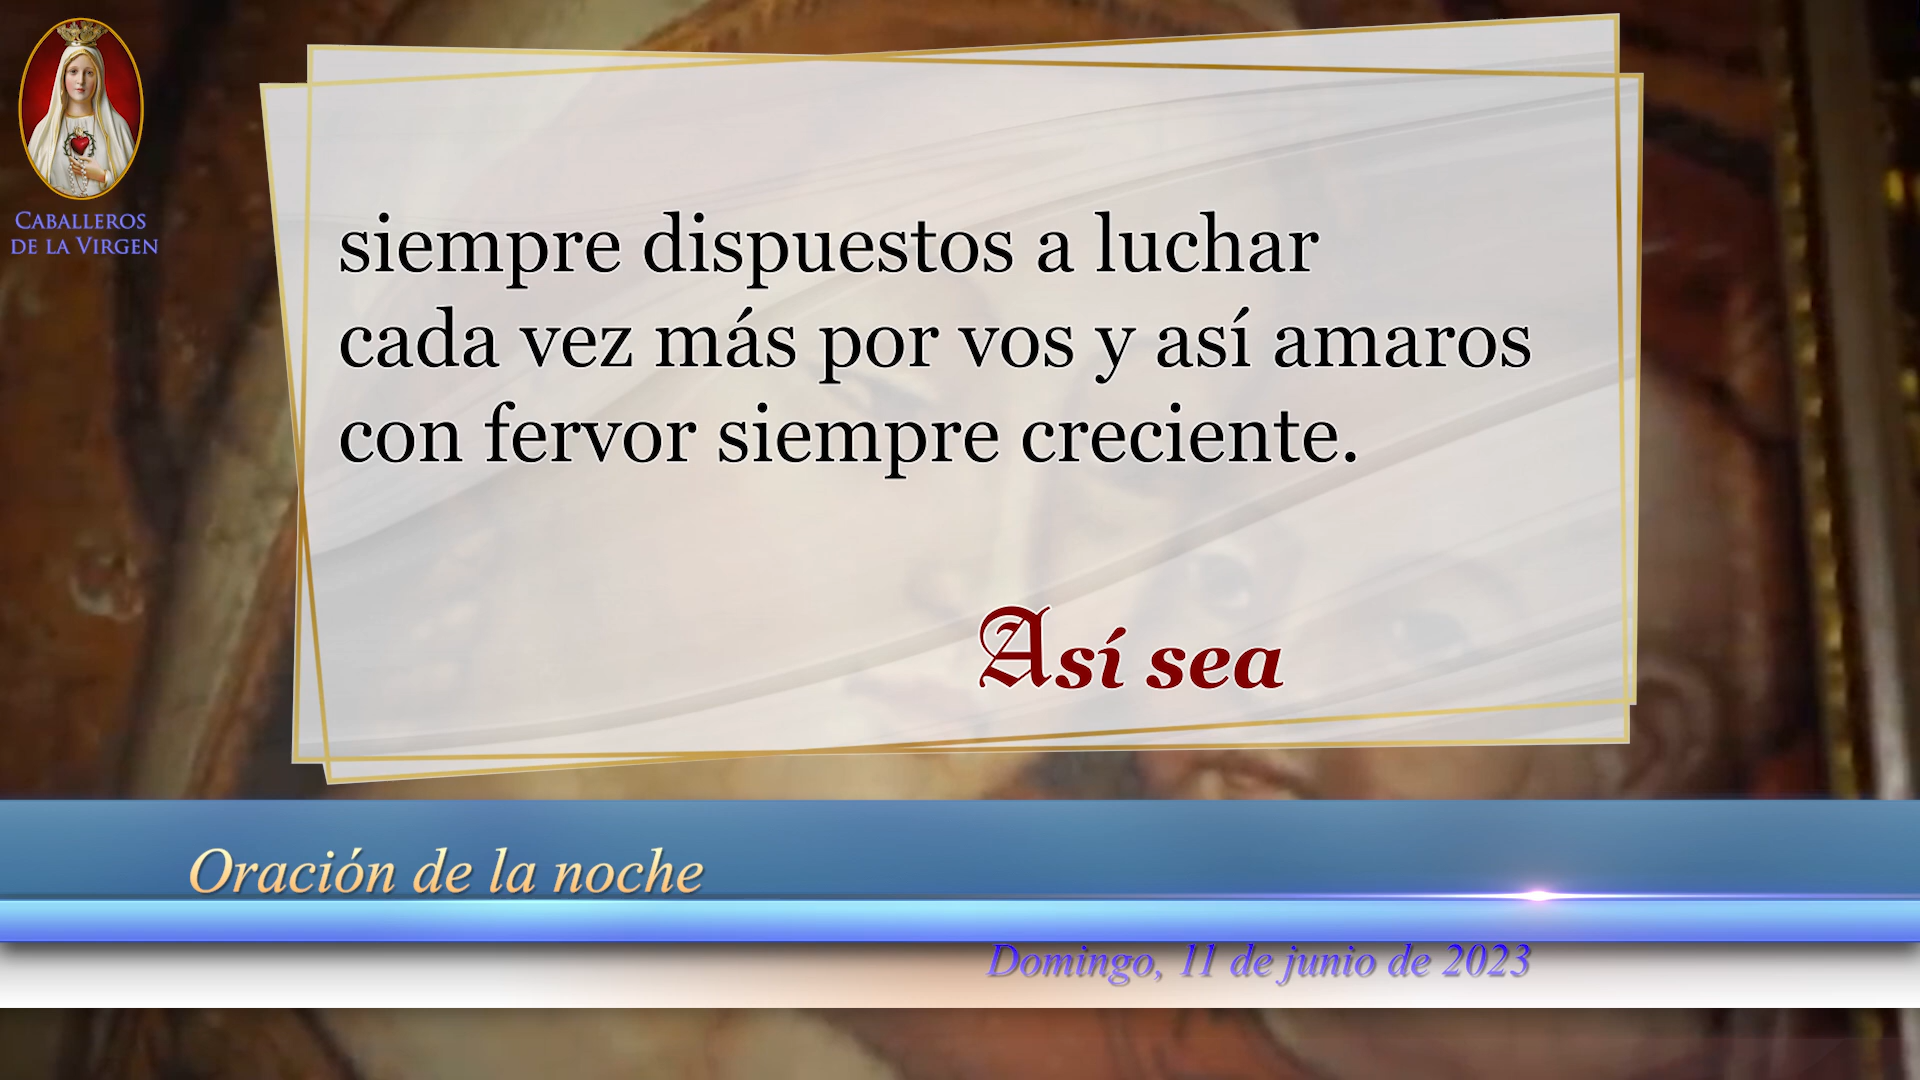 CABALLEROS
DE LA VIRGEN
siempre dispuestos a luchar
cada vez más por vos y así amaros
con fervor siempre creciente.
Así sea
Oración de la noche
Domingo, 11 de junio de 2023